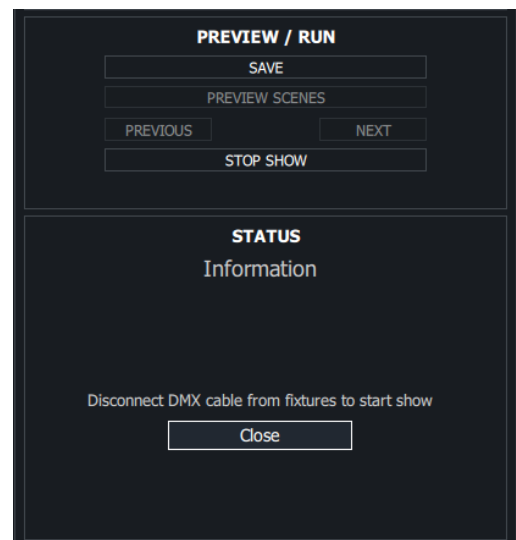 PREVIEW / RUN
SAVE
PREVIEW SCENES
PREVIOUS NEXT
STOP SHOW
STATUS
Information
Disconnect DMX cable from fixtures to start show
Close